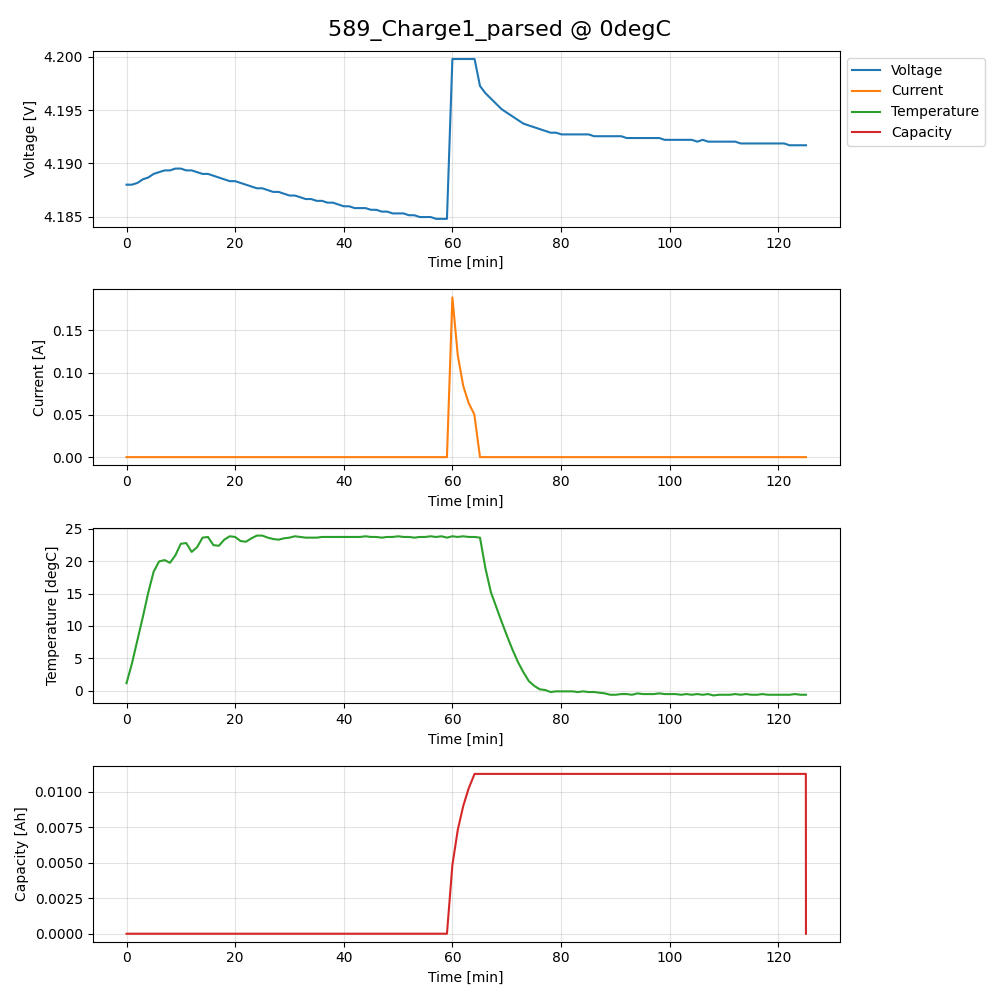 589_Charge1_parsed @ 0degC
Voltage
Current
Temperature
Capacity
Voltage [V]
4.200
4.195
4.190
4.185
0 20 40 60 80 100 120
Time [min]
Current [A]
0.15
0.10
0.05
0.00
0 20 40 60 80 100 120
Time [min]
Temperature [degC]
25
20
15
10
5
0
0 20 40 60 80 100 120
Time [min]
Capacity [Ah]
0.0100
0.0075
0.0050
0.0025
0.0000
0 20 40 60 80 100 120
Time [min]